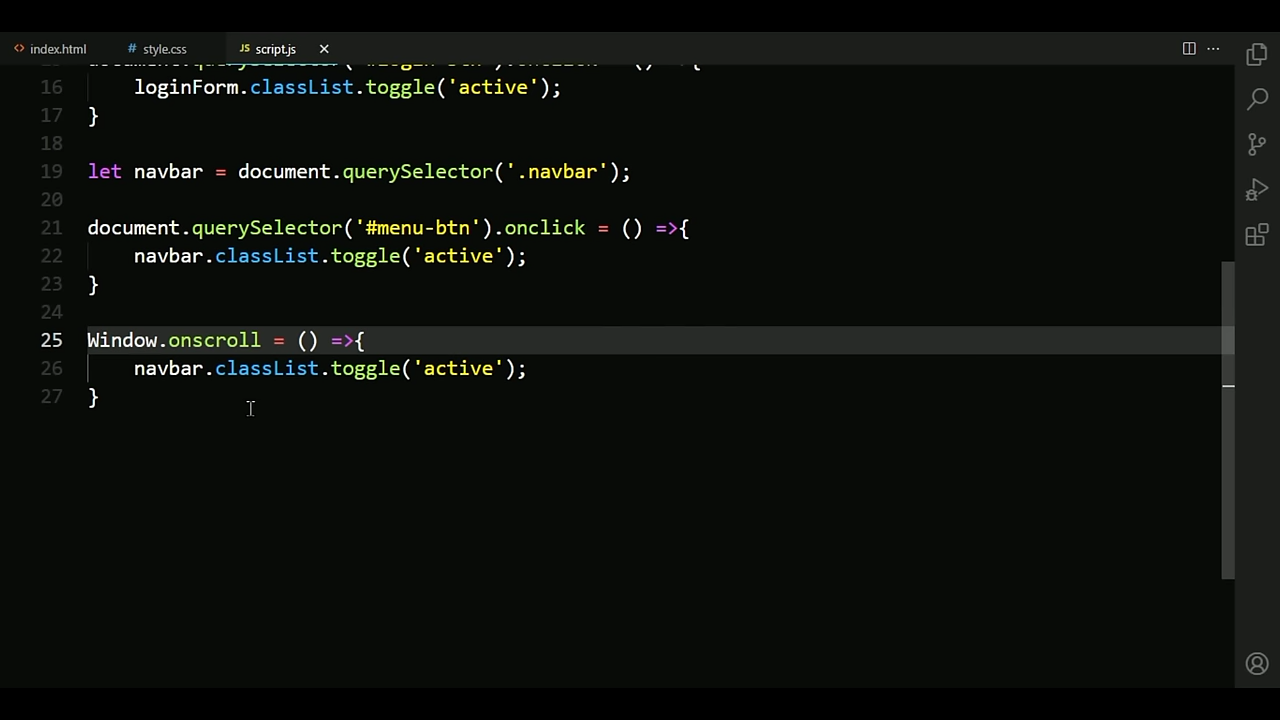 index.html
# style.css
JS script.js
16 loginForm.classList.toggle('active');
17 }
18
19 let navbar = document.querySelector('.navbar');
20
21 document.querySelector('#menu-btn').onclick = () =>{
22 navbar.classList.toggle('active');
23 }
24
25 Window.onscroll = () =>{
26 navbar.classList.toggle('active');
27 }